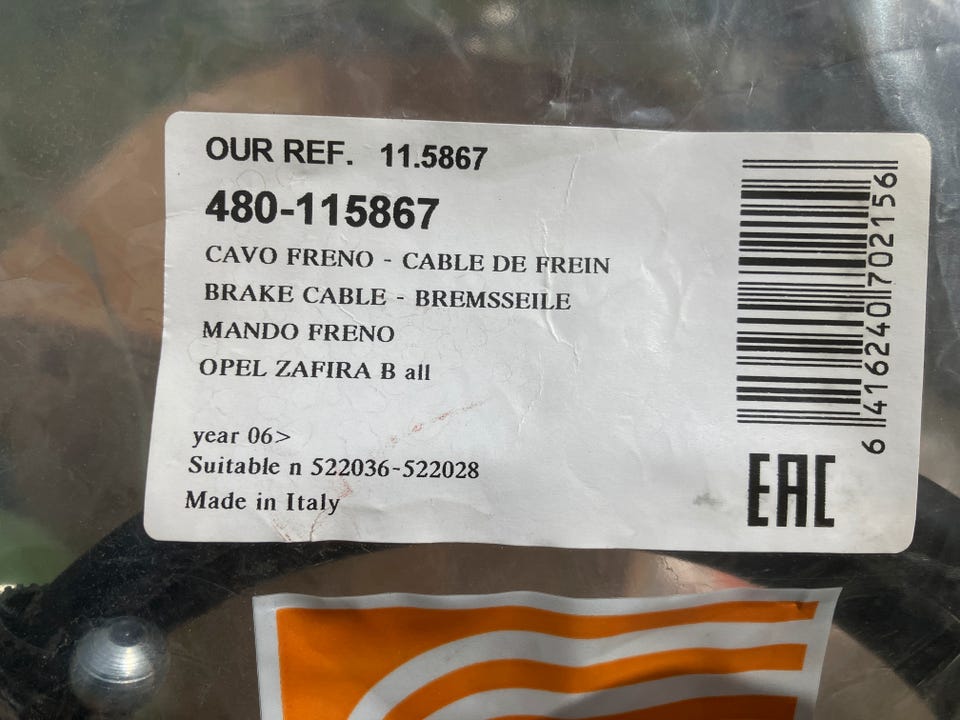 OUR REF. 11.5867
480-115867
CAVO FRENO - CABLE DE FREIN
BRAKE CABLE - BREMSSEILE
MANDO FRENO
OPEL ZAFIRA B all
year 06>
Suitable n 522036-522028
Made in Italy
6 416240 702156
EAC